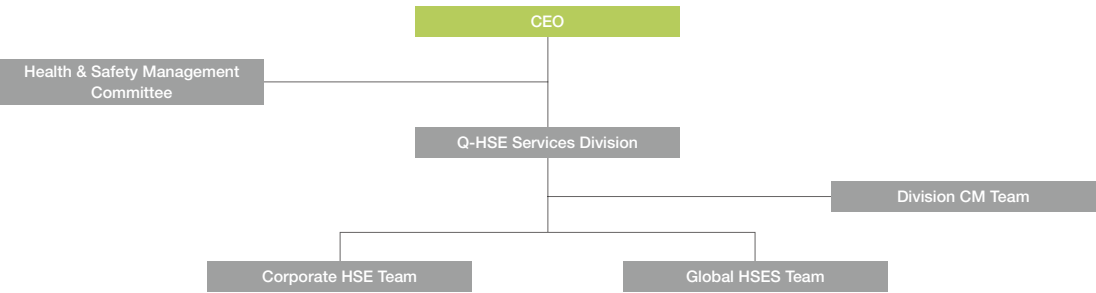 CEO
Health & Safety Management
Committee
Q-HSE Services Division
Division CM Team
Corporate HSE Team
Global HSES Team